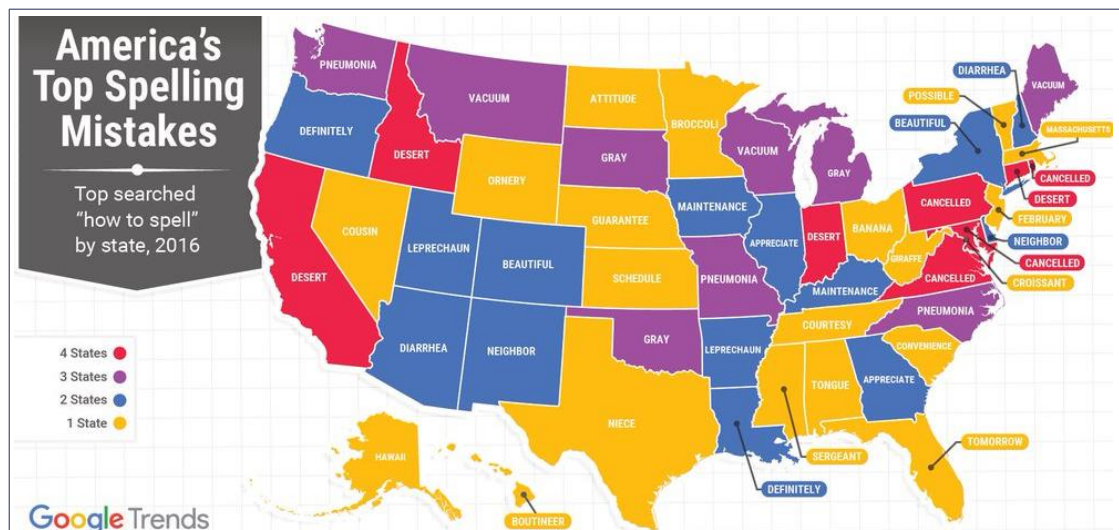 America's
Top Spelling
Mistakes
Top searched
"how to spell"
by state, 2016
PNEUMONIA
VACUUM
ATTITUDE
BROCCOLI
DEFINITELY
DESERT
GRAY
VACUUM
GRAY
ORNERY
GUARANTEE
MAINTENANCE
COUSIN
LEPRECHAUN
BEAUTIFUL
SCHEDULE
PNEUMONIA
APPRECIATE
DESERT
BANANA
GIRAFFE
DESERT
DIARRHEA
NEIGHBOR
GRAY
LEPRECHAUN
MAINTENANCE
COURTESY
CANCELLED
CANCELLED
PNEUMONIA
CONVENIENCE
NIECE
TONGUE
APPRECIATE
SERGEANT
DEFINITELY
TOMORROW
DIARRHEA
VACUUM
POSSIBLE
BEAUTIFUL
MASSACHUSETTS
CANCELLED
DESERT
FEBRUARY
NEIGHBOR
CANCELLED
CROISSANT
4 States
3 States
2 States
1 State
HAWAII
BOUTINEER
Google Trends